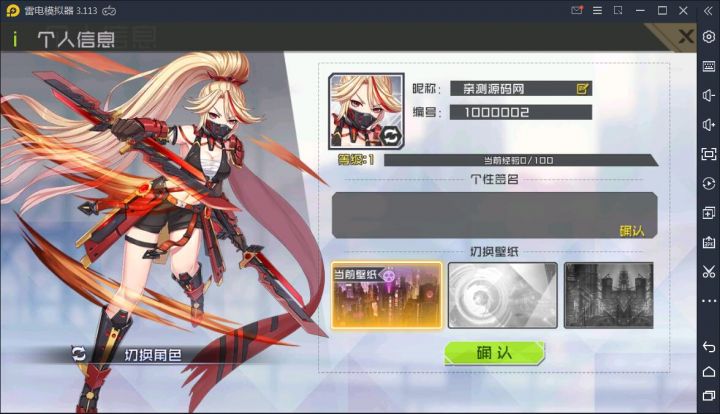 雷电模拟器 3.113
i 个人信息
昵称: 亲测源码网
编号: 1000002
等级:1 当前经验0/100
个性签名
确认
切换壁纸
当前壁纸
切换角色
确认